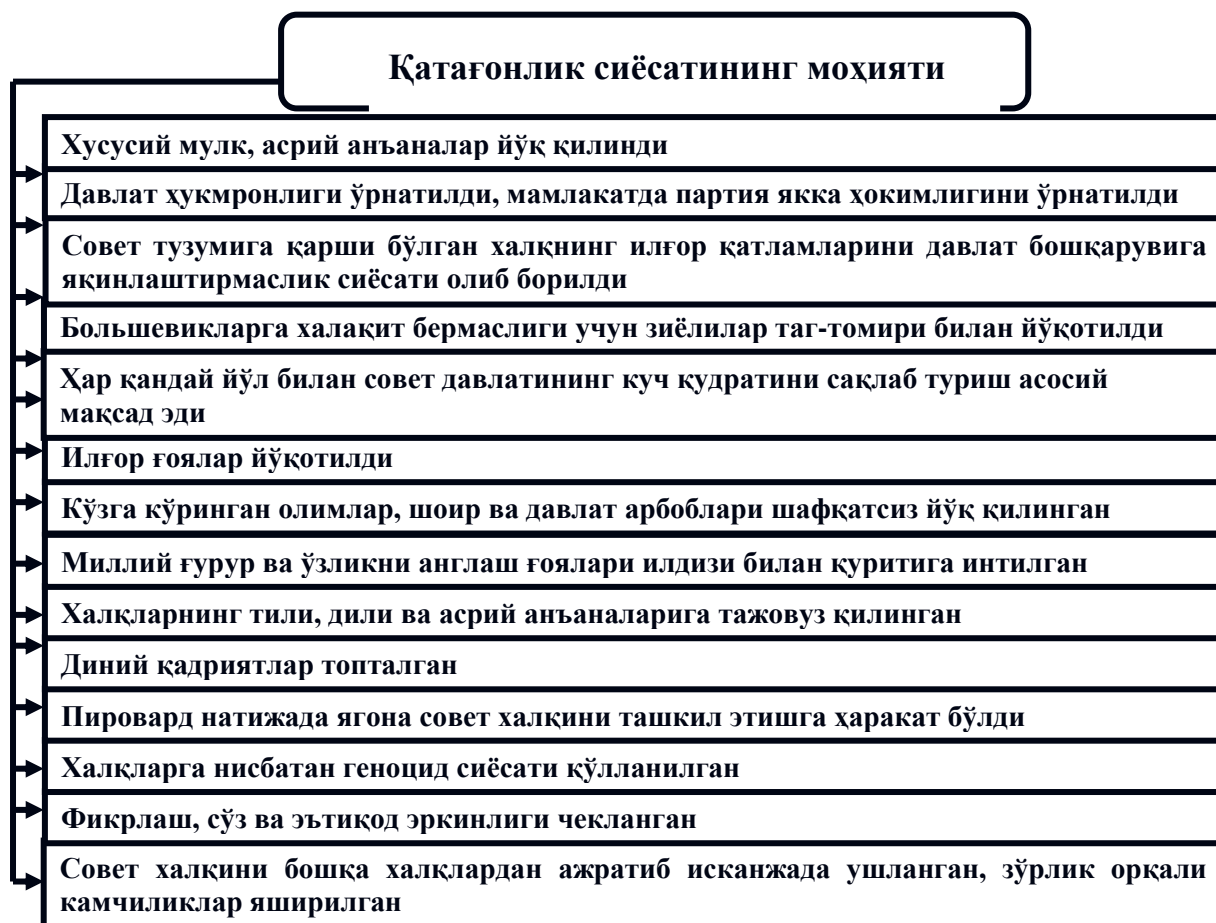 Қатағонлик сиёсатининг моҳияти
Хусусий мулк, асрий анъаналар йўқ қилинди
Давлат ҳукмронлиги ўрнатилди, мамлакатда партия якка ҳокимлигини ўрнатилди
Совет тузумига қарши бўлган халқнинг илғор қатламларини давлат бошқарувига
яқинлаштирмаслик сиёсати олиб борилди
Большевикларга халақит бермаслиги учун зиёлилар таг-томири билан йўқотилди
Ҳар қандай йўл билан совет давлатининг куч қудратини сақлаб туриш асосий
мақсад эди
Илғор ғоялар йўқотилди
Кўзга кўринган олимлар, шоир ва давлат арбоблари шафқатсиз йўқ қилинган
Миллий ғурур ва ўзликни англаш ғоялари илдизи билан қуритига интилган
Халқларнинг тили, дили ва асрий анъаналарига тажовуз қилинган
Диний қадриятлар топталган
Пировард натижада ягона совет халқини ташкил этишга ҳаракат бўлди
Халқларга нисбатан геноцид сиёсати қўлланилган
Фикрлаш, сўз ва эътиқод эркинлиги чекланган
Совет халқини бошқа халқлардан ажратиб исканжада ушланган, зўрлик орқали
камчиликлар яширилган